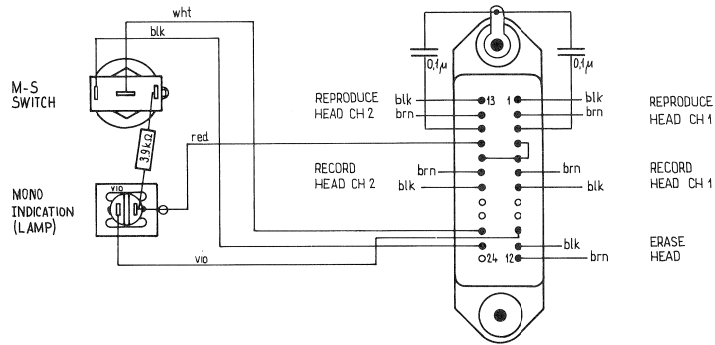 wht
blk
M-S
SWITCH
3.9kΩ
red
MONO
INDICATION
(LAMP)
VIO
VIO
0,1μ
0,1μ
REPRODUCE
HEAD CH 2
blk
brn
13 1
blk
brn
REPRODUCE
HEAD CH 1
RECORD
HEAD CH 2
brn
blk
brn
blk
RECORD
HEAD CH 1
24 12
blk
brn
ERASE
HEAD